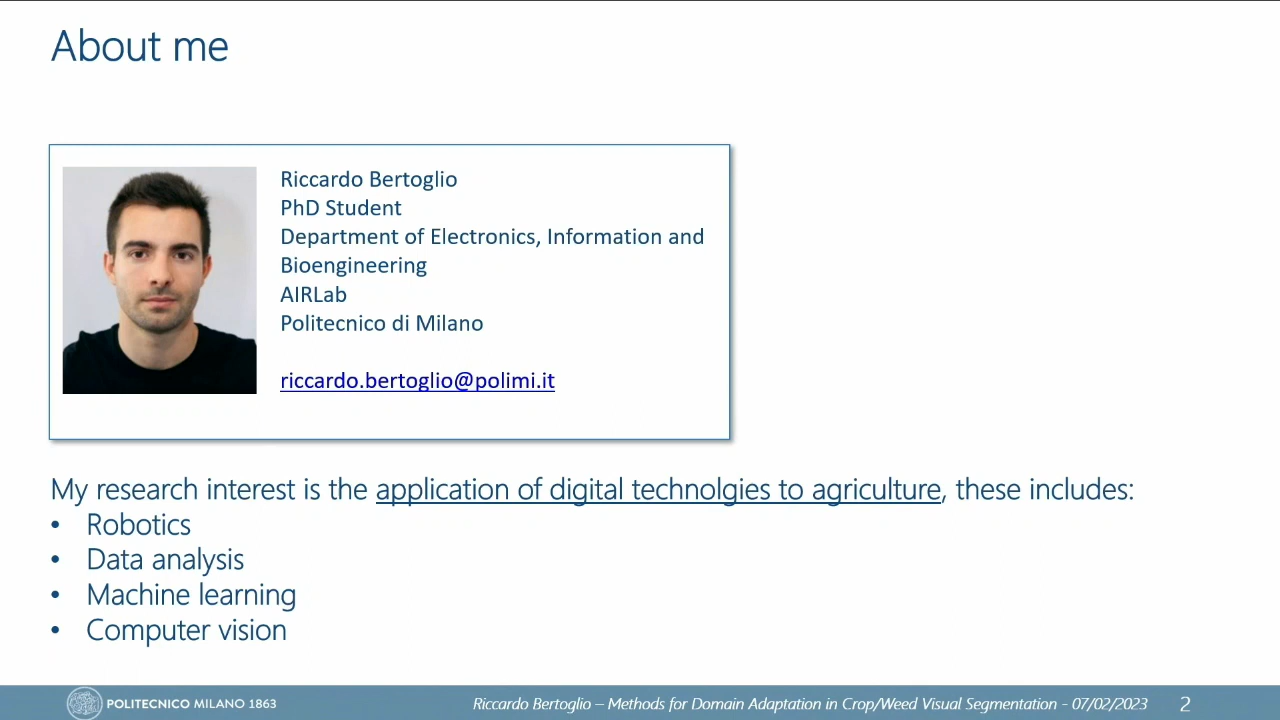 About me
Riccardo Bertoglio
PhD Student
Department of Electronics, Information and
Bioengineering
AIRLab
Politecnico di Milano
riccardo.bertoglio@polimi.it
My research interest is the application of digital technolgies to agriculture, these includes:
• Robotics
• Data analysis
• Machine learning
• Computer vision
POLITECNICO MILANO 1863
Riccardo Bertoglio – Methods for Domain Adaptation in Crop/Weed Visual Segmentation - 07/02/2023
2